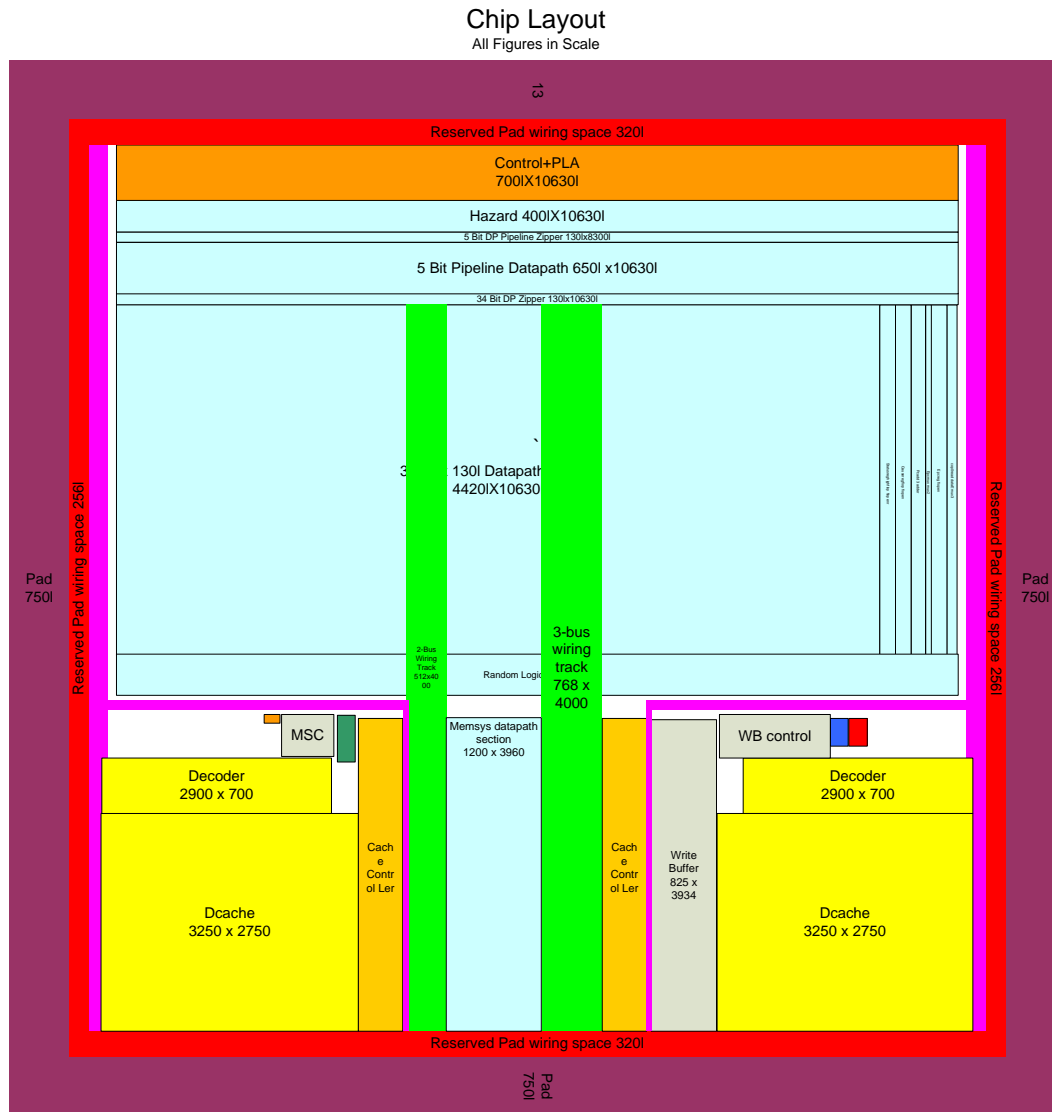 Chip Layout
All Figures in Scale
13
Reserved Pad wiring space 320l
Control+PLA
700lX10630l
Hazard 400lX10630l
5 Bit DP Pipeline Zipper 130lx8300l
5 Bit Pipeline Datapath 650l x10630l
34 Bit DP Zipper 130lx10630l
`
3
130l Datapath
4420lX10630
Reserved Pad wiring space 256l
Reserved Pad wiring space 256l
Pad
750l
Pad
750l
2-Bus
Wiring
Track
512x40
00
3-bus
wiring
track
768 x
4000
Random Logic
MSC
Memsys datapath
section
1200 x 3960
WB control
Decoder
2900 x 700
Decoder
2900 x 700
Cach
e
Contr
ol Ler
Cach
e
Contr
ol Ler
Write
Buffer
825 x
3934
Dcache
3250 x 2750
Dcache
3250 x 2750
Reserved Pad wiring space 320l
Pad
750l